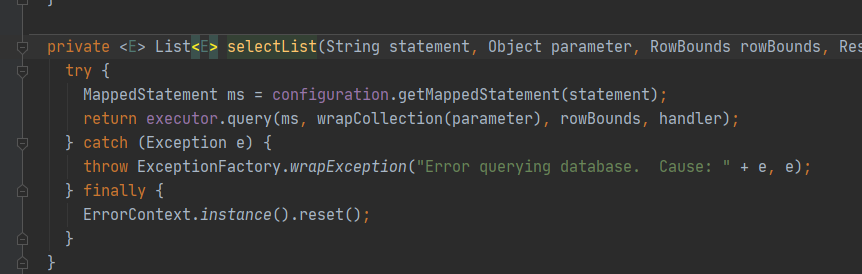 }
private <E> List<E> selectList(String statement, Object parameter, RowBounds rowBounds, Res
try {
MappedStatement ms = configuration.getMappedStatement(statement);
return executor.query(ms, wrapCollection(parameter), rowBounds, handler);
} catch (Exception e) {
throw ExceptionFactory.wrapException("Error querying database.  Cause: " + e, e);
} finally {
ErrorContext.instance().reset();
}
}